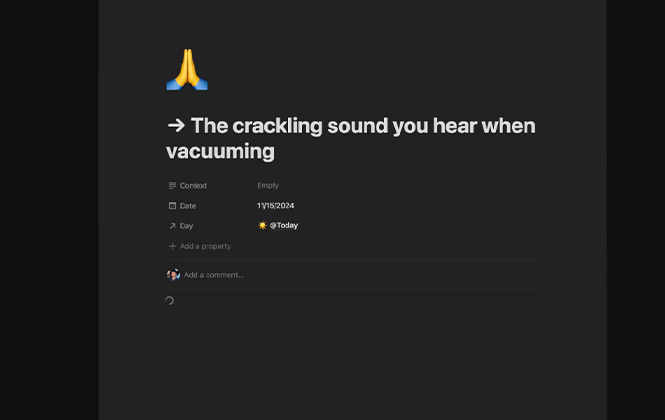 → The crackling sound you hear when
vacuuming
Context Empty
Date 11/15/2024
Day @Today
Add a property
Add a comment...